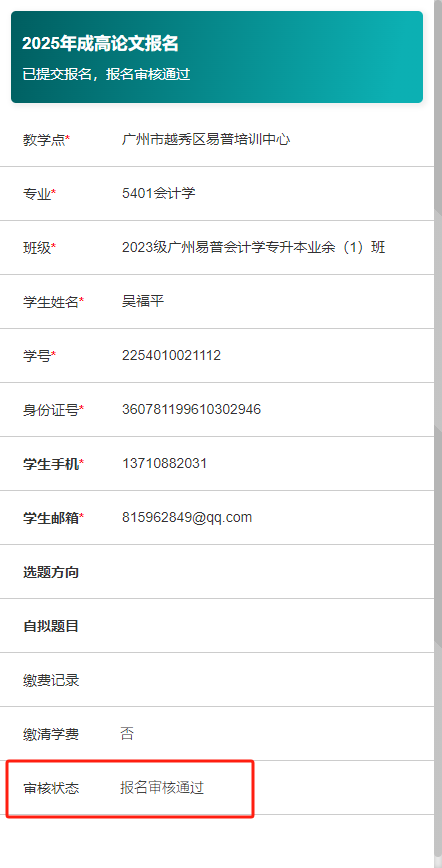 2025年成高论文报名
已提交报名，报名审核通过
教学点* 广州市越秀区易普培训中心
专业* 5401会计学
班级* 2023级广州易普会计学专升本业余（1）班
学生姓名* 吴福平
学号* 2254010021112
身份证号* 360781199610302946
学生手机* 13710882031
学生邮箱* 815962849@qq.com
选题方向
自拟题目
缴费记录
缴清学费 否
审核状态 报名审核通过